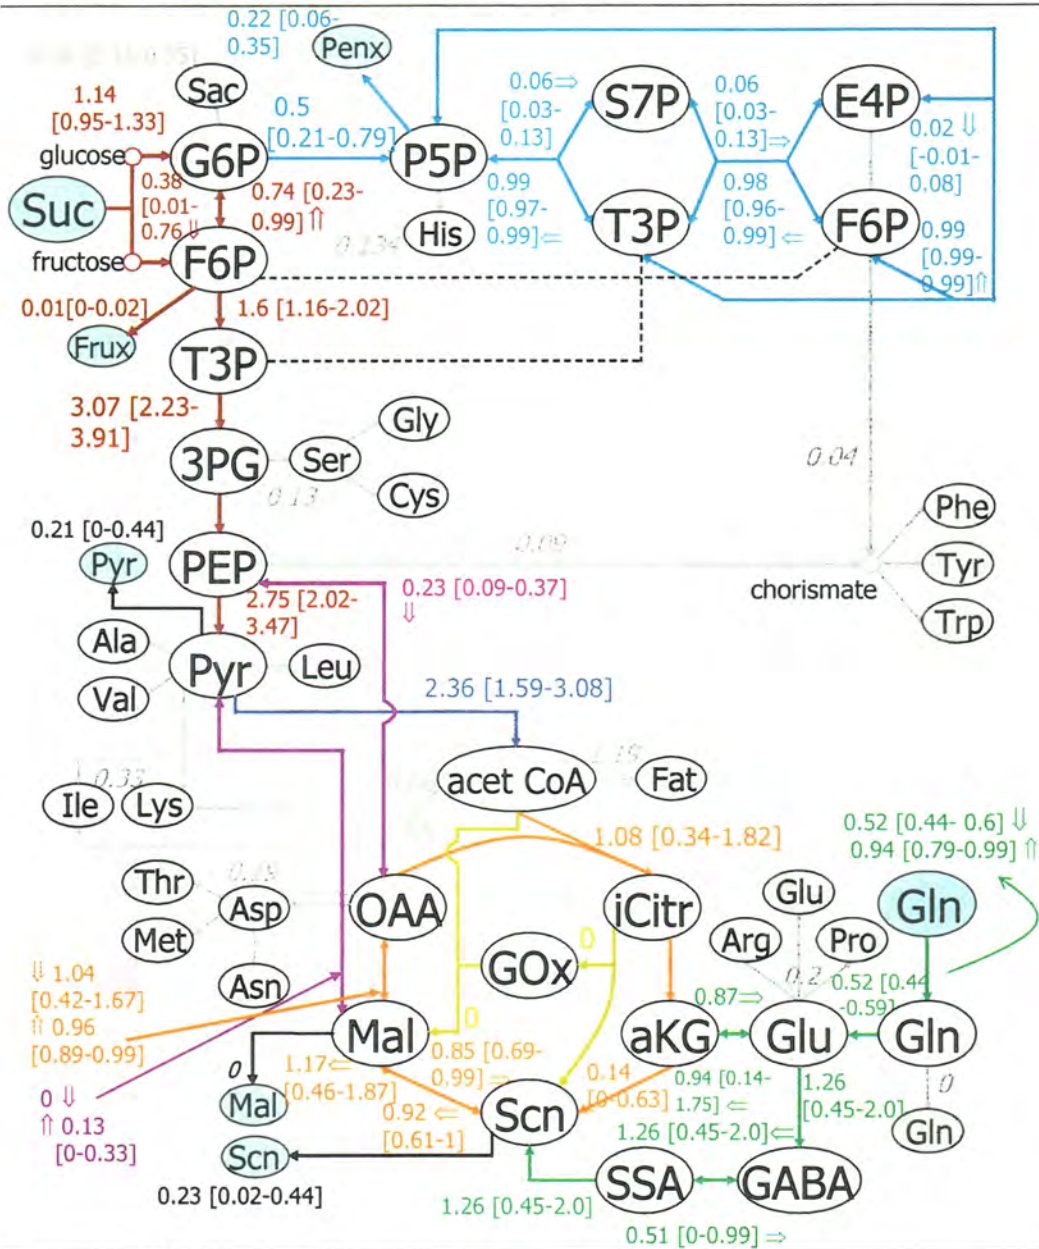 0.22 [0.06-
0.35]
Penx
Sac
1.14
[0.95-1.33]
glucose
G6P
0.5
[0.21-0.79]
P5P
0.06⇒
[0.03-
0.13]
S7P
0.06
[0.03-
0.13]⇒
E4P
0.02 ⇓
[-0.01-
0.08]
Suc
0.38
[0.01-
0.76⇓
0.74 [0.23-
0.99]⇑
His
0.134
0.99
[0.97-
0.99]⇐
T3P
0.98
[0.96-
0.99]⇐
F6P
0.99
[0.99-
0.99]⇑
fructose
F6P
0.01[0-0.02]
Frux
1.6 [1.16-2.02]
T3P
3.07 [2.23-
3.91]
3PG
Ser
Gly
Cys
0.13
0.04
0.21 [0-0.44]
Pyr
PEP
0.09
Phe
Tyr
Trp
chorismate
0.23 [0.09-0.37]
⇓
2.75 [2.02-
3.47]
Ala
Val
Pyr
Leu
2.36 [1.59-3.08]
0.33
Ile
Lys
acet CoA
1.19
Fat
1.08 [0.34-1.82]
0.52 [0.44- 0.6] ⇓
0.94 [0.79-0.99] ⇑
Thr
Met
Asp
Asn
OAA
iCitr
Glu
Arg
Pro
0.2
Gln
GOx
0
0
⇓ 1.04
[0.42-1.67]
⇑ 0.96
[0.89-0.99]
Mal
aKG
0.87⇒
Glu
0.52 [0.44
-0.59]
Gln
0
Gln
0
Mal
1.17⇐
[0.46-1.87]
0.85 [0.69-
0.99] ⇒
0.92 ⇐
[0.61-1]
Scn
0.14
[0-0.63]
0.94 [0.14-
1.75] ⇐
1.26
[0.45-2.0]
0 ⇓
⇑ 0.13
[0-0.33]
Scn
0.23 [0.02-0.44]
1.26 [0.45-2.0]⇐
SSA
GABA
1.26 [0.45-2.0]
0.51 [0-0.99] ⇒